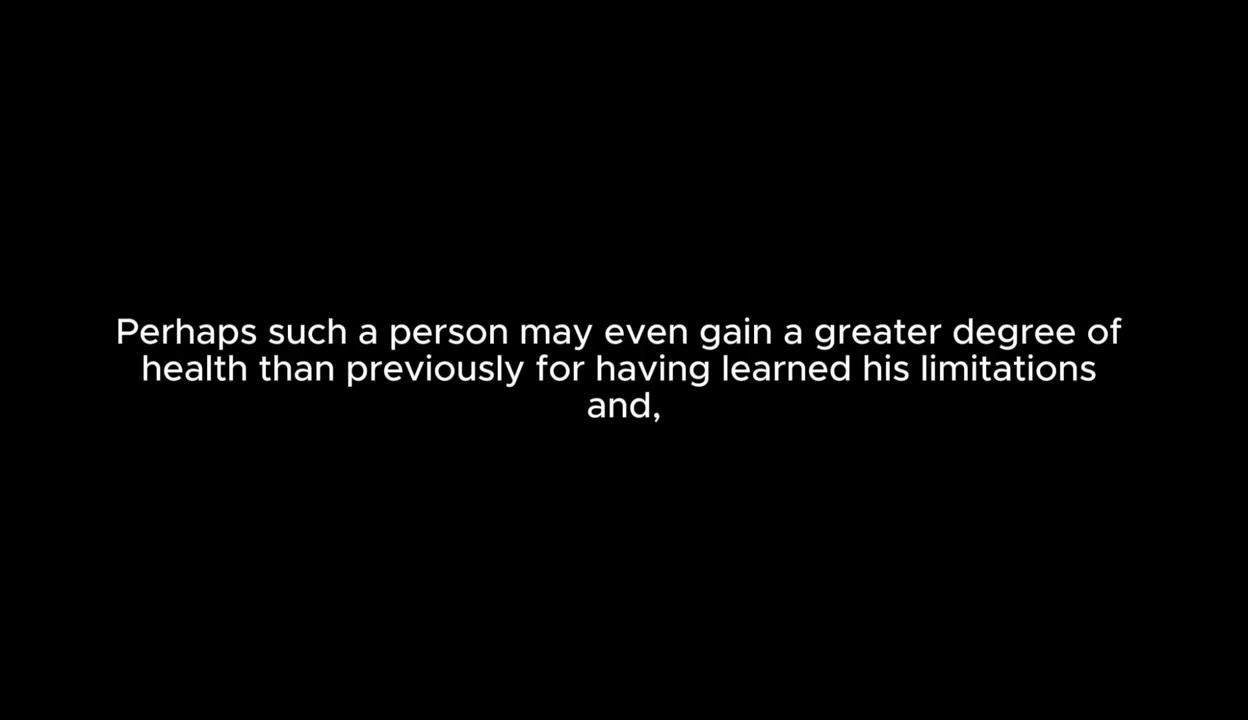 Perhaps such a person may even gain a greater degree of
health than previously for having learned his limitations
and,